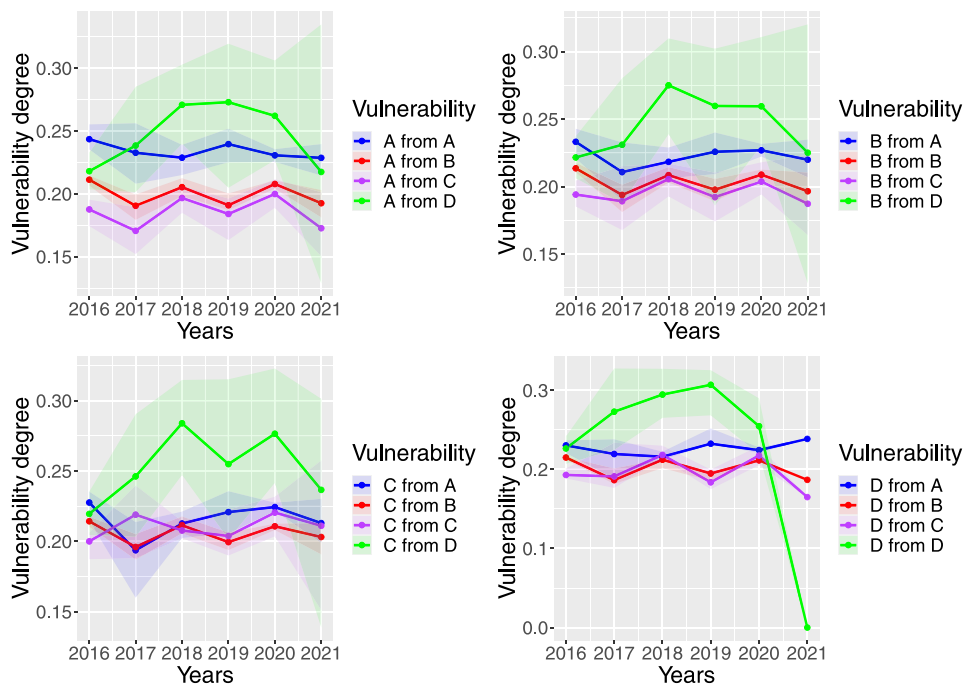 Vulnerability degree
0.30
0.25
0.20
0.15
2016 2017 2018 2019 2020 2021
Years
Vulnerability
A from A
A from B
A from C
A from D
Vulnerability degree
0.30
0.25
0.20
0.15
2016 2017 2018 2019 2020 2021
Years
Vulnerability
B from A
B from B
B from C
B from D
Vulnerability degree
0.30
0.25
0.20
0.15
2016 2017 2018 2019 2020 2021
Years
Vulnerability
C from A
C from B
C from C
C from D
Vulnerability degree
0.3
0.2
0.1
0.0
2016 2017 2018 2019 2020 2021
Years
Vulnerability
D from A
D from B
D from C
D from D